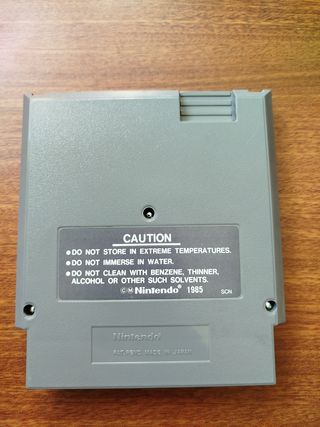 CAUTION
●DO NOT STORE IN EXTREME TEMPERATURES.
●DO NOT IMMERSE IN WATER.
●DO NOT CLEAN WITH BENZENE, THINNER,
ALCOHOL OR OTHER SUCH SOLVENTS.
©Ⓜ Nintendo® 1985 SCN
Nintendo
MADE IN JAPAN